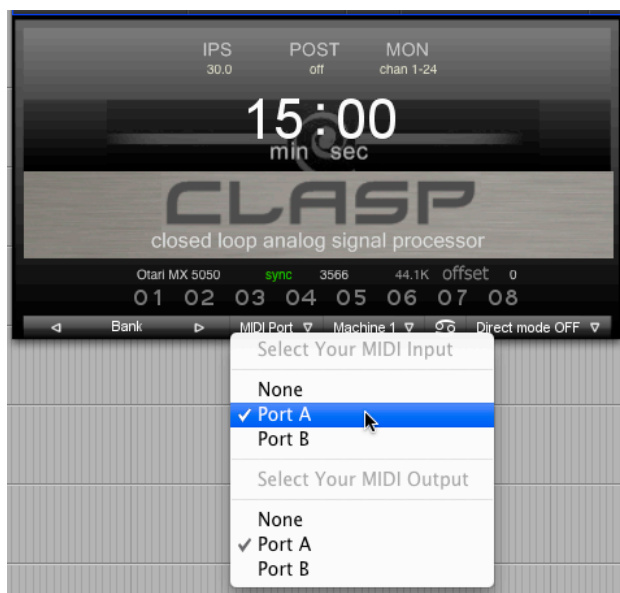 IPS POST MON
30.0 off chan 1-24
15:00
min sec
CLASP
closed loop analog signal processor
Otari MX 5050 sync 3566 44.1K offset 0
01 02 03 04 05 06 07 08
Bank MIDI Port Machine 1 Direct mode OFF
Select Your MIDI Input
None
✓ Port A
Port B
Select Your MIDI Output
None
✓ Port A
Port B